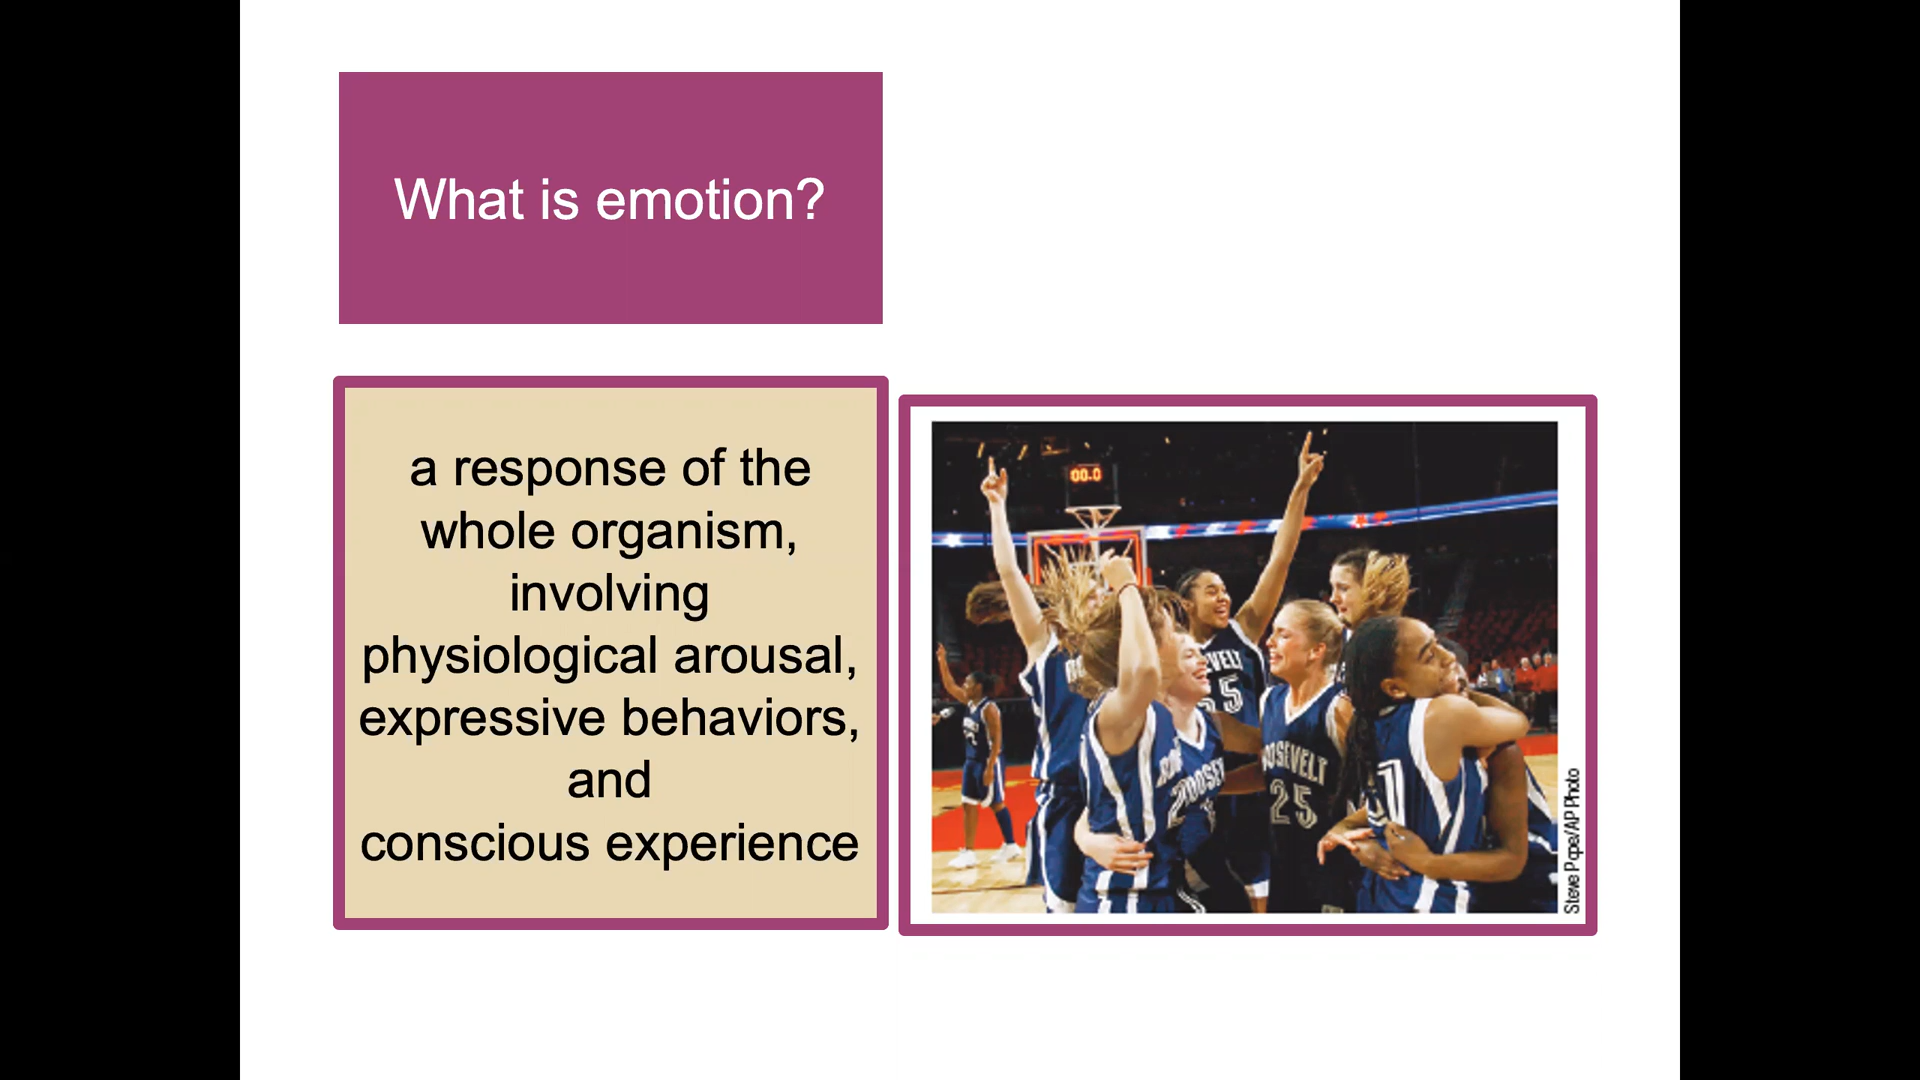 What is emotion?
a response of the
whole organism,
involving
physiological arousal,
expressive behaviors,
and
conscious experience
00.0
ROOSEVELT
25
Steve Pope/AP Photo